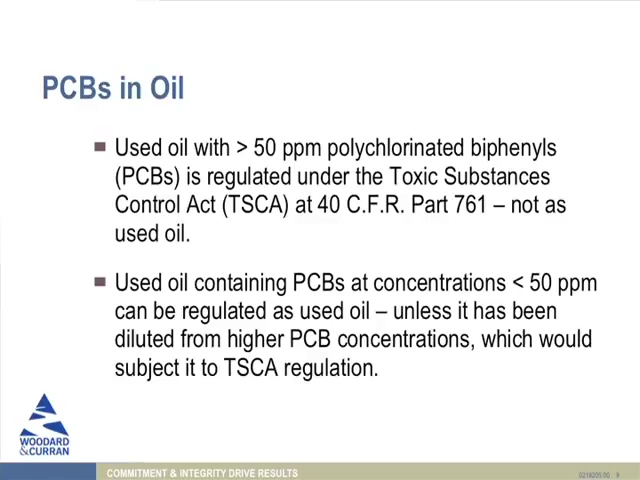 PCBs in Oil
Used oil with > 50 ppm polychlorinated biphenyls
(PCBs) is regulated under the Toxic Substances
Control Act (TSCA) at 40 C.F.R. Part 761 – not as
used oil.
Used oil containing PCBs at concentrations < 50 ppm
can be regulated as used oil – unless it has been
diluted from higher PCB concentrations, which would
subject it to TSCA regulation.
WOODARD
&CURRAN
COMMITMENT & INTEGRITY DRIVE RESULTS